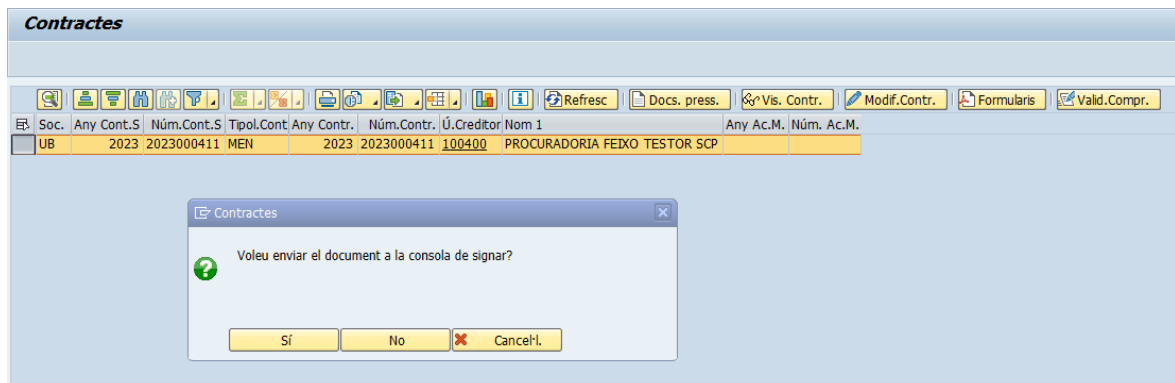 Contractes
Refresc Docs. press. Vis. Contr. Modif.Contr. Formularis Valid.Compr.
Soc. Any Cont.S Núm.Cont.S Tipol.Cont Any Contr. Núm.Contr. Ú.Creditor Nom 1 Any Ac.M. Núm. Ac.M.
UB 2023 2023000411 MEN 2023 2023000411 100400 PROCURADORIA FEIXO TESTOR SCP
Contractes
Voleu enviar el document a la consola de signar?
Sí No Cancel·l.